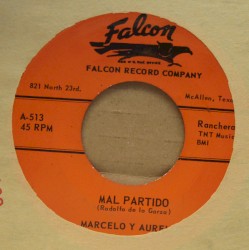 Falcon
FALCON RECORD COMPANY
821 North 23rd,
McAllen, Texas
A-513
45 RPM
Ranchera
TNT Music
BMI
MAL PARTIDO
(Rodolfo de la Garza)
MARCELO Y AUREL